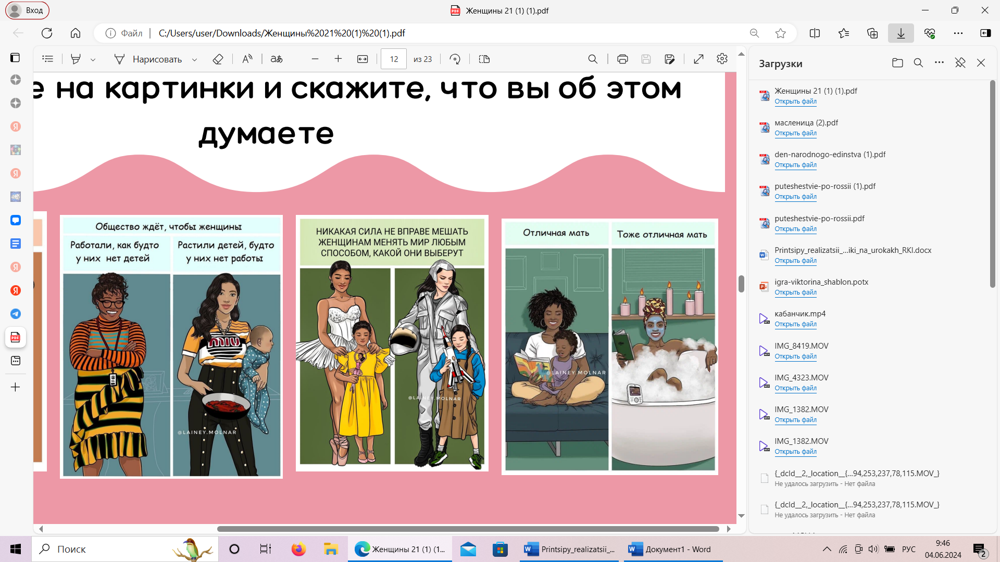 Вход
Женщины 21 (1) (1).pdf
Файл
C:/Users/user/Downloads/Женщины%2021%20(1)%20(1).pdf
Нарисовать
аあ
12
из 23
е на картинки и скажите, что вы об этом
думаете
Общество ждёт, чтобы женщины
Работали, как будто
у них нет детей
Растили детей, будто
у них нет работы
@LAINEY.MOLNAR
НИКАКАЯ СИЛА НЕ ВПРАВЕ МЕШАТЬ
ЖЕНЩИНАМ МЕНЯТЬ МИР ЛЮБЫМ
СПОСОБОМ, КАКОЙ ОНИ ВЫБЕРУТ
@LAINEY.MOLNAR
Отличная мать
Тоже отличная мать
@LAINEY.MOLNAR
Загрузки
Женщины 21 (1) (1).pdf
Открыть файл
масленица (2).pdf
Открыть файл
den-narodnogo-edinstva (1).pdf
Открыть файл
puteshestvie-po-rossii (1).pdf
Открыть файл
puteshestvie-po-rossii.pdf
Открыть файл
Printsipy_realizatsii_...iki_na_urokakh_RKI.docx
Открыть файл
igra-viktorina_shablon.potx
Открыть файл
кабанчик.mp4
Открыть файл
IMG_8419.MOV
Открыть файл
IMG_4323.MOV
Открыть файл
IMG_1382.MOV
Открыть файл
IMG_1382.MOV
Открыть файл
{_dcId__2,_location__{...94,253,237,78,115.MOV_}
Не удалось загрузить - Нет файла
{_dcId__2,_location__{...94,253,237,78,115.MOV_}
Не удалось загрузить - Нет файла
Поиск
Женщины 21 (1) (1...
Printsipy_realizatsii_...
Документ1 - Word
РУС
9:46
04.06.2024
2